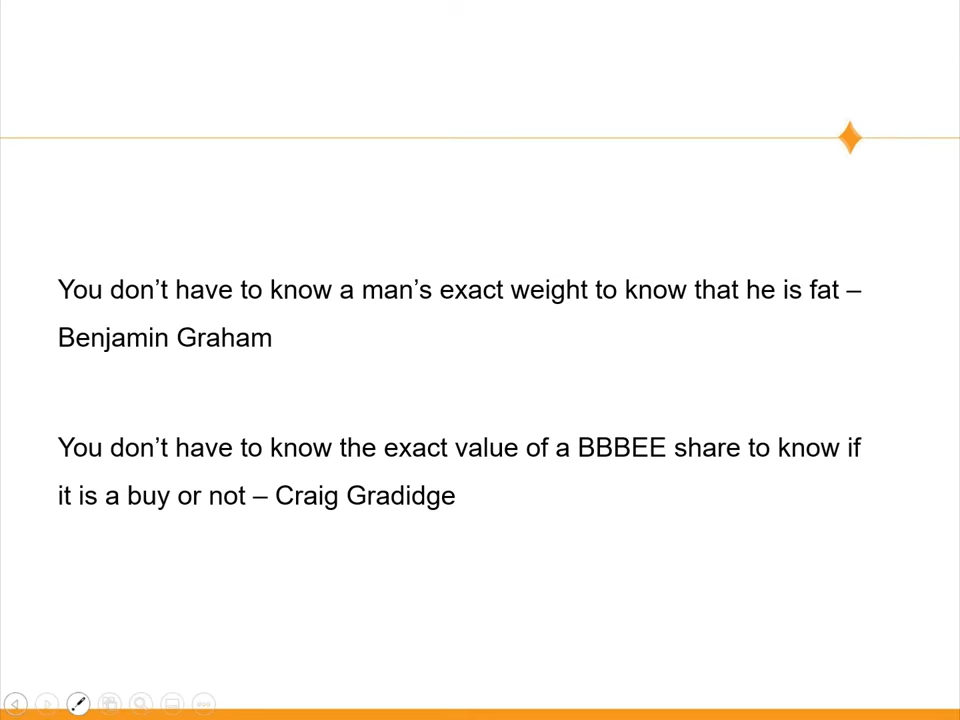 You don’t have to know a man’s exact weight to know that he is fat –
Benjamin Graham
You don’t have to know the exact value of a BBBEE share to know if
it is a buy or not – Craig Gradidge